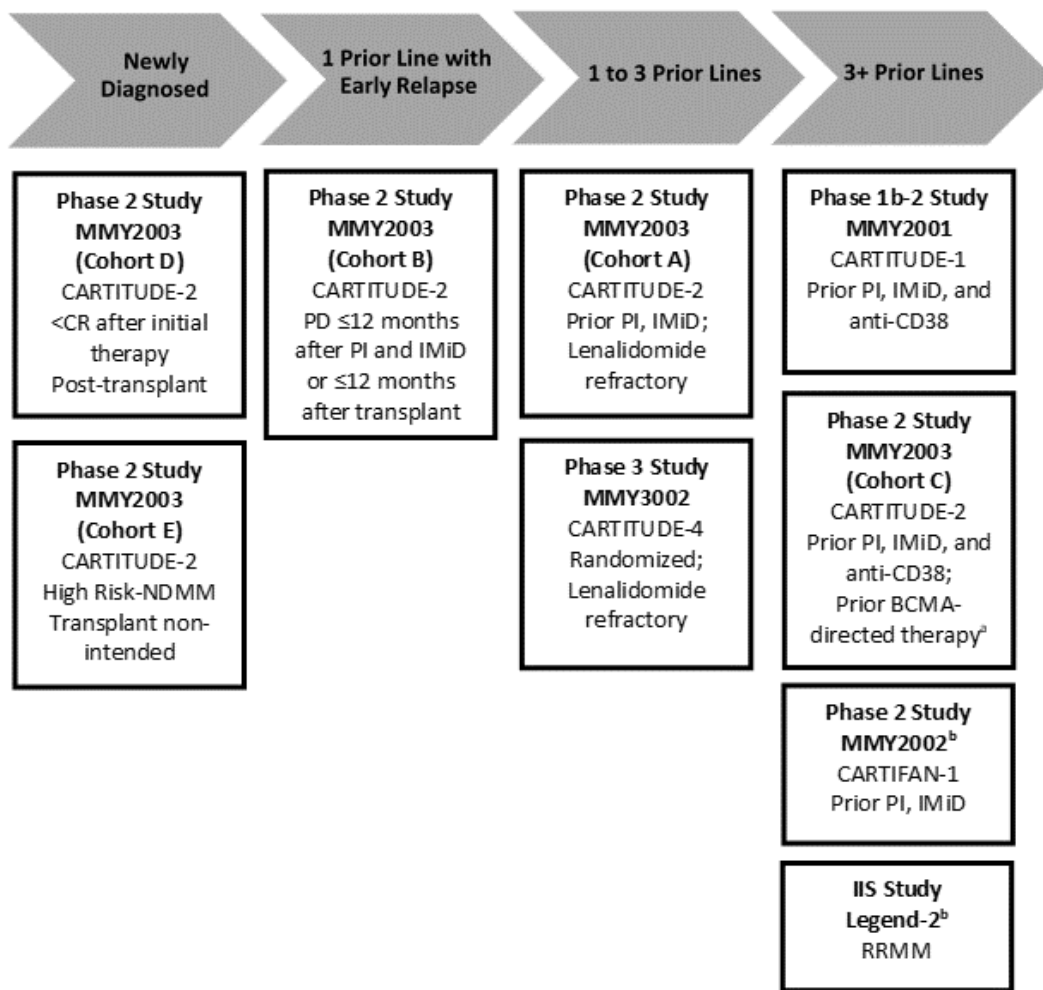 Newly
Diagnosed
1 Prior Line with
Early Relapse
1 to 3 Prior Lines
3+ Prior Lines
Phase 2 Study
MMY2003
(Cohort D)
CARTITUDE-2
<CR after initial
therapy
Post-transplant
Phase 2 Study
MMY2003
(Cohort E)
CARTITUDE-2
High Risk-NDMM
Transplant non-
intended
Phase 2 Study
MMY2003
(Cohort B)
CARTITUDE-2
PD ≤12 months
after PI and IMiD
or ≤12 months
after transplant
Phase 2 Study
MMY2003
(Cohort A)
CARTITUDE-2
Prior PI, IMiD;
Lenalidomide
refractory
Phase 3 Study
MMY3002
CARTITUDE-4
Randomized;
Lenalidomide
refractory
Phase 1b-2 Study
MMY2001
CARTITUDE-1
Prior PI, IMiD, and
anti-CD38
Phase 2 Study
MMY2003
(Cohort C)
CARTITUDE-2
Prior PI, IMiD, and
anti-CD38;
Prior BCMA-
directed therapyᵃ
Phase 2 Study
MMY2002ᵇ
CARTIFAN-1
Prior PI, IMiD
IIS Study
Legend-2ᵇ
RRMM